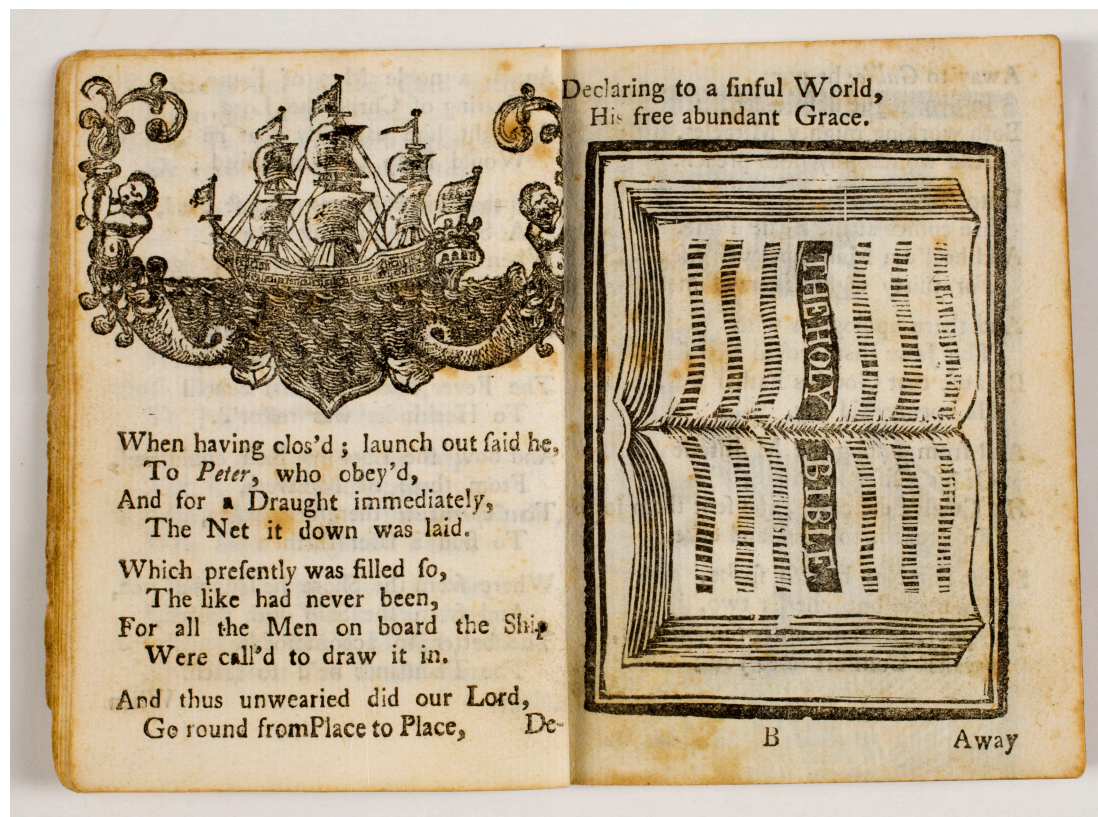 When having clos'd ; launch out ſaid he,
To Peter, who obey'd,
And for a Draught immediately,
The Net it down was laid.
Which preſently was filled ſo,
The like had never been,
For all the Men on board the Ship
Were call'd to draw it in.
And thus unwearied did our Lord,
Go round fromPlace to Place,
De-
Declaring to a ſinful World,
His free abundant Grace.
THE HOLY BIBLE
B
Away